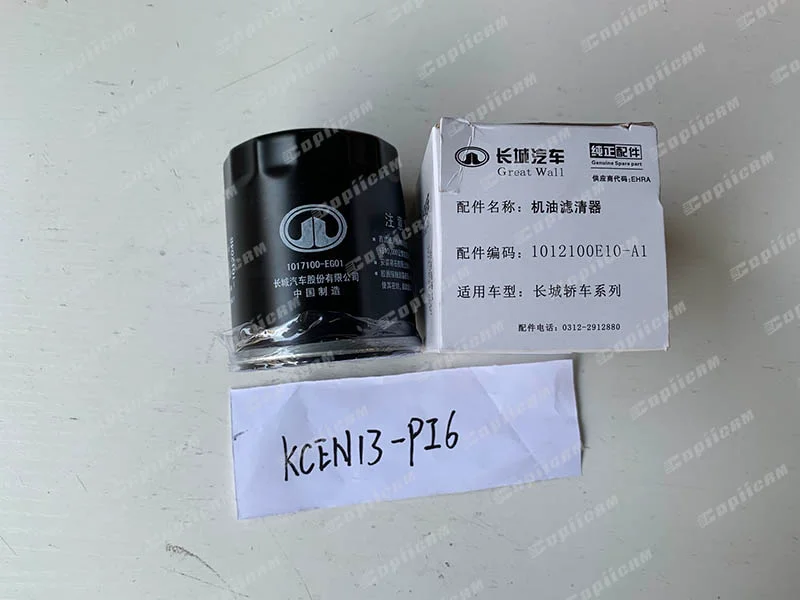 1017100-EG01
长城汽车股份有限公司
中国制造
注意
长城汽车
Great Wall
纯正配件
Genuine Spare part
供应商代码:EHRA
配件名称: 机油滤清器
配件编码: 1012100E10-A1
适用车型: 长城轿车系列
配件电话: 0312-2912880
KCEN13-PI6
Copiicam